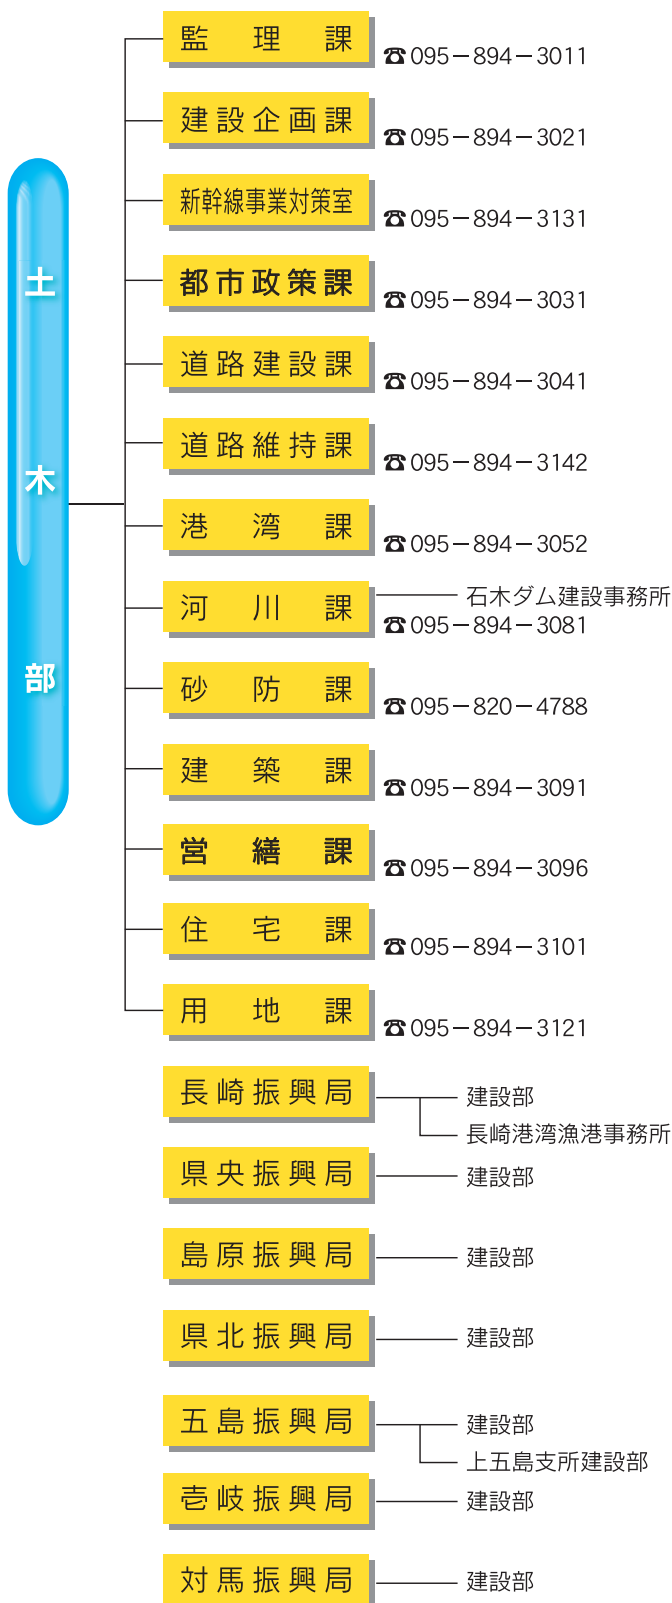 土木部
監理課
☎095－894－3011
建設企画課
☎095－894－3021
新幹線事業対策室
☎095－894－3131
都市政策課
☎095－894－3031
道路建設課
☎095－894－3041
道路維持課
☎095－894－3142
港湾課
☎095－894－3052
河川課
石木ダム建設事務所
☎095－894－3081
砂防課
☎095－820－4788
建築課
☎095－894－3091
営繕課
☎095－894－3096
住宅課
☎095－894－3101
用地課
☎095－894－3121
長崎振興局
建設部
長崎港湾漁港事務所
県央振興局
建設部
島原振興局
建設部
県北振興局
建設部
五島振興局
建設部
上五島支所建設部
壱岐振興局
建設部
対馬振興局
建設部